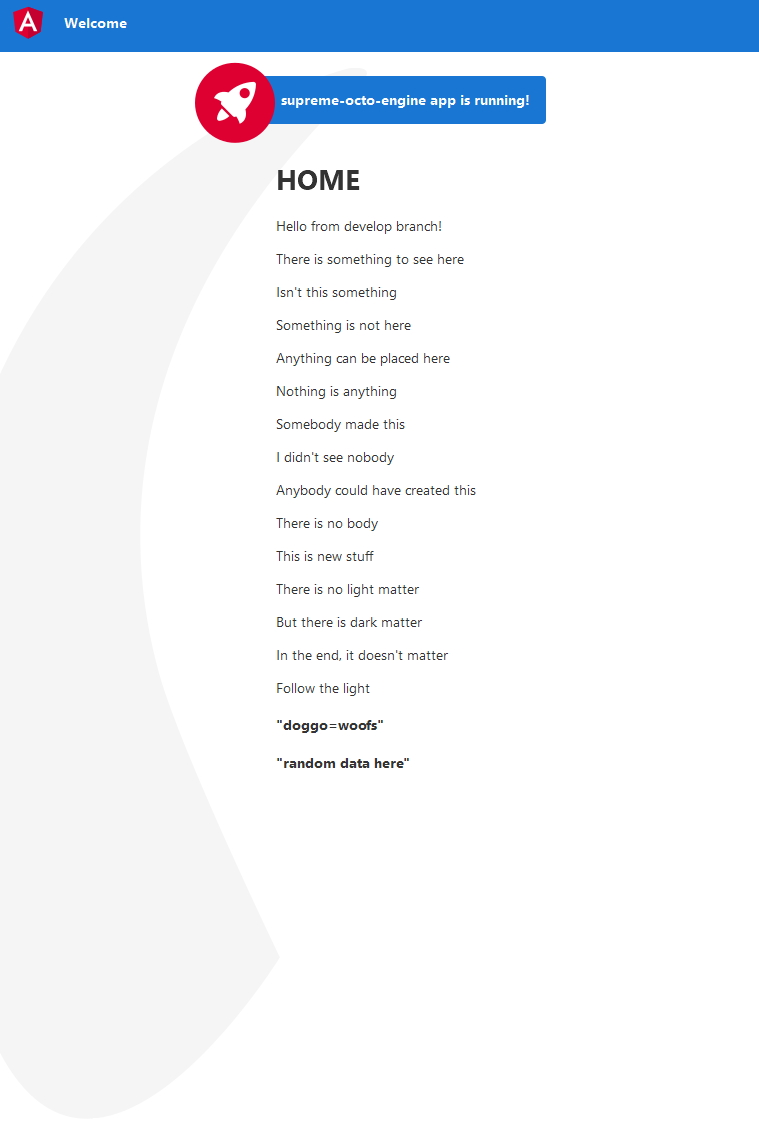 A
Welcome
supreme-octo-engine app is running!
HOME
Hello from develop branch!
There is something to see here
Isn't this something
Something is not here
Anything can be placed here
Nothing is anything
Somebody made this
I didn't see nobody
Anybody could have created this
There is no body
This is new stuff
There is no light matter
But there is dark matter
In the end, it doesn't matter
Follow the light
"doggo=woofs"
"random data here"